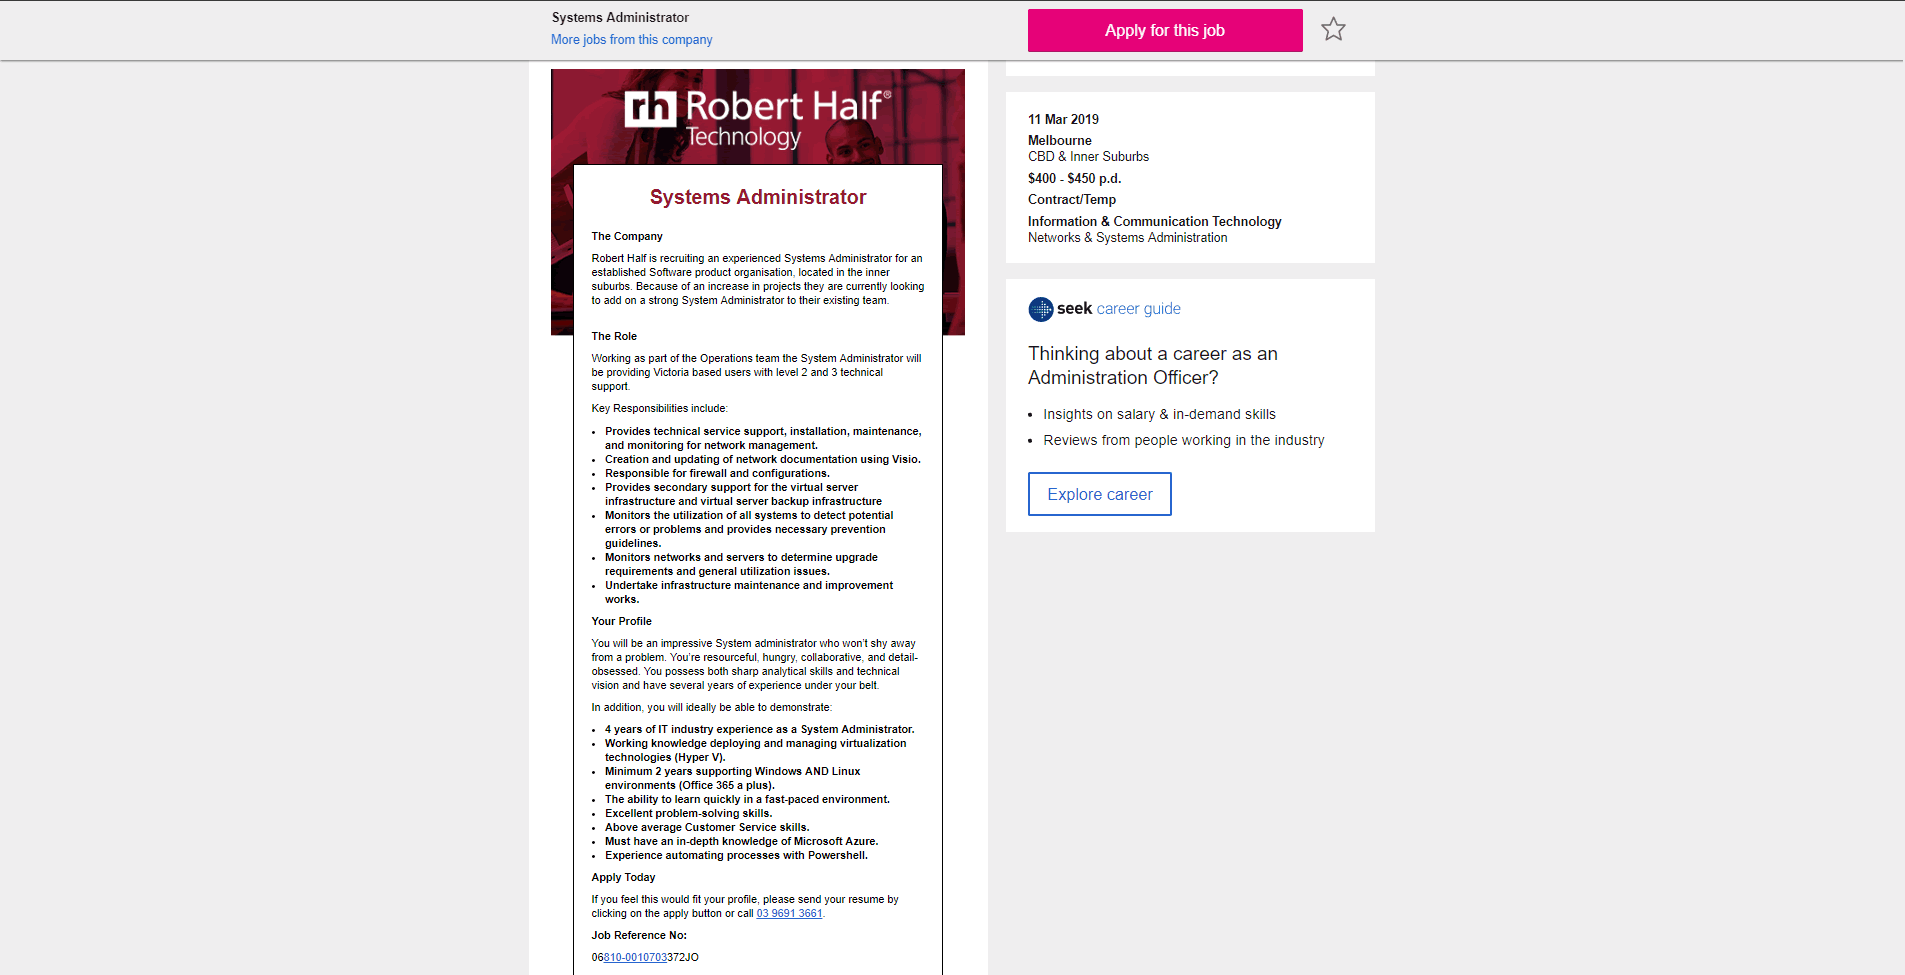 Systems Administrator
More jobs from this company
Apply for this job
rh Robert Half®
Technology
Systems Administrator
The Company
Robert Half is recruiting an experienced Systems Administrator for an
established Software product organisation, located in the inner
suburbs. Because of an increase in projects they are currently looking
to add on a strong System Administrator to their existing team.
The Role
Working as part of the Operations team the System Administrator will
be providing Victoria based users with level 2 and 3 technical
support.
Key Responsibilities include:
• Provides technical service support, installation, maintenance,
and monitoring for network management.
• Creation and updating of network documentation using Visio.
• Responsible for firewall and configurations.
• Provides secondary support for the virtual server
infrastructure and virtual server backup infrastructure
• Monitors the utilization of all systems to detect potential
errors or problems and provides necessary prevention
guidelines.
• Monitors networks and servers to determine upgrade
requirements and general utilization issues.
• Undertake infrastructure maintenance and improvement
works.
Your Profile
You will be an impressive System administrator who won't shy away
from a problem. You're resourceful, hungry, collaborative, and detail-
obsessed. You possess both sharp analytical skills and technical
vision and have several years of experience under your belt.
In addition, you will ideally be able to demonstrate:
• 4 years of IT industry experience as a System Administrator.
• Working knowledge deploying and managing virtualization
technologies (Hyper V).
• Minimum 2 years supporting Windows AND Linux
environments (Office 365 a plus).
• The ability to learn quickly in a fast-paced environment.
• Excellent problem-solving skills.
• Above average Customer Service skills.
• Must have an in-depth knowledge of Microsoft Azure.
• Experience automating processes with Powershell.
Apply Today
If you feel this would fit your profile, please send your resume by
clicking on the apply button or call 03 9691 3661.
Job Reference No:
06810-0010703372JO
11 Mar 2019
Melbourne
CBD & Inner Suburbs
$400 - $450 p.d.
Contract/Temp
Information & Communication Technology
Networks & Systems Administration
seek career guide
Thinking about a career as an
Administration Officer?
• Insights on salary & in-demand skills
• Reviews from people working in the industry
Explore career